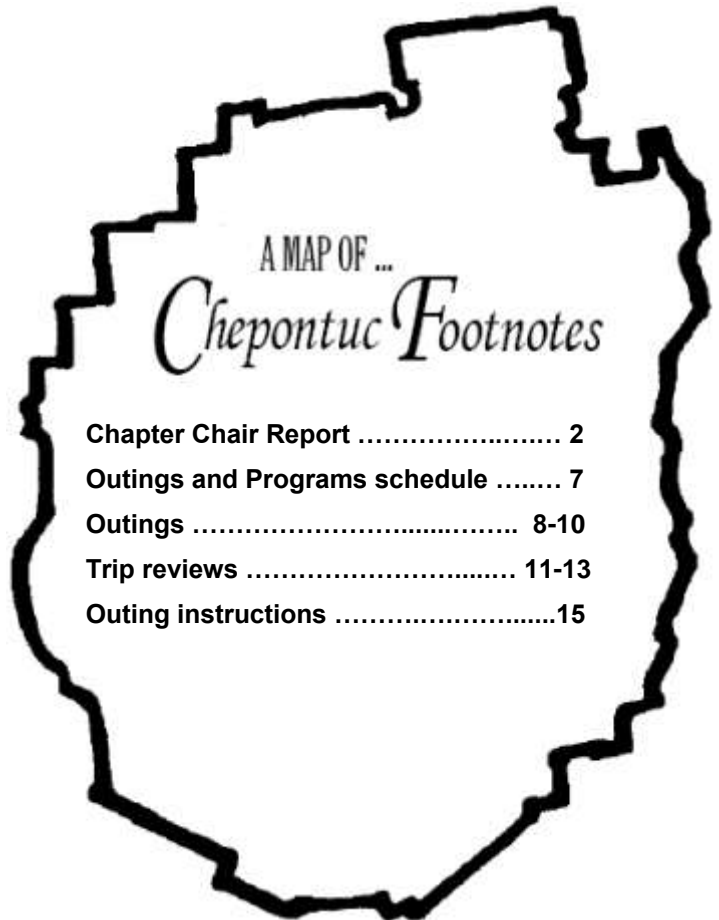 A MAP OF ...
Chepontuc Footnotes
Chapter Chair Report ……………..….… 2
Outings and Programs schedule …..… 7
Outings …………………….......…….. 8-10
Trip reviews …………………….....… 11-13
Outing instructions ……….………….......15